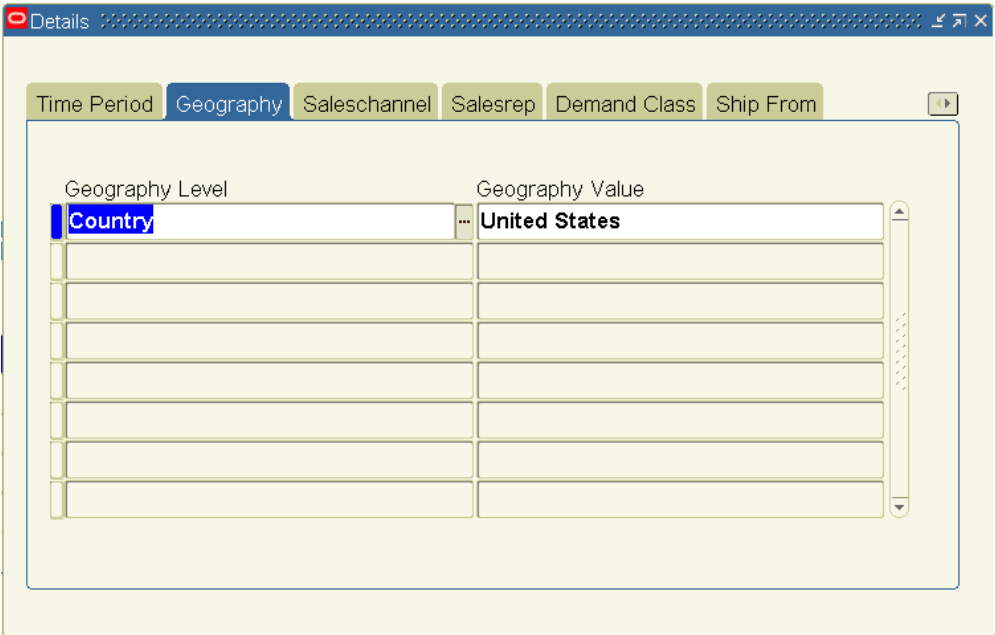 Details
Time Period Geography Saleschannel Salesrep Demand Class Ship From
Geography Level Geography Value
Country ... United States